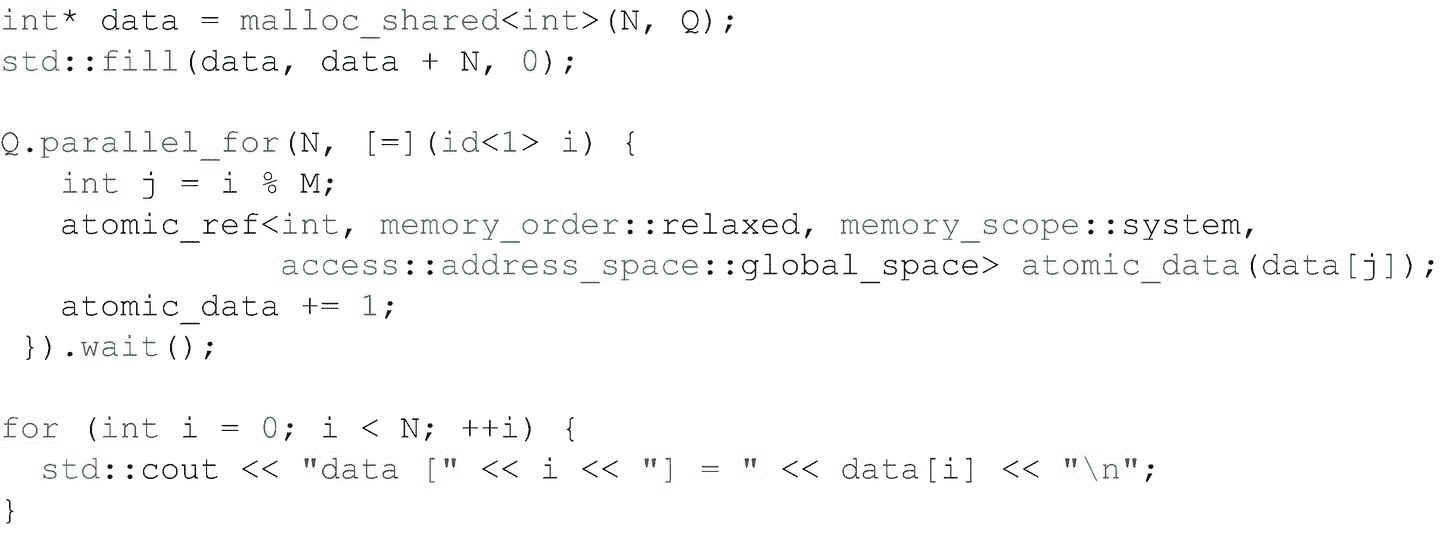 int* data = malloc_shared<int>(N, Q);
std::fill(data, data + N, 0);

Q.parallel_for(N, [=](id<1> i) {
   int j = i % M;
   atomic_ref<int, memory_order::relaxed, memory_scope::system,
              access::address_space::global_space> atomic_data(data[j]);
   atomic_data += 1;
 }).wait();

for (int i = 0; i < N; ++i) {
  std::cout << "data [" << i << "] = " << data[i] << "\n";
}